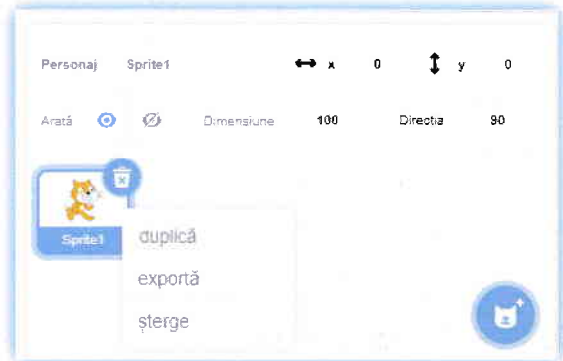 Personaj Sprite1 x 0 y 0
Arată Dimensiune 100 Direcția 90
Sprite1
duplică
exportă
șterge